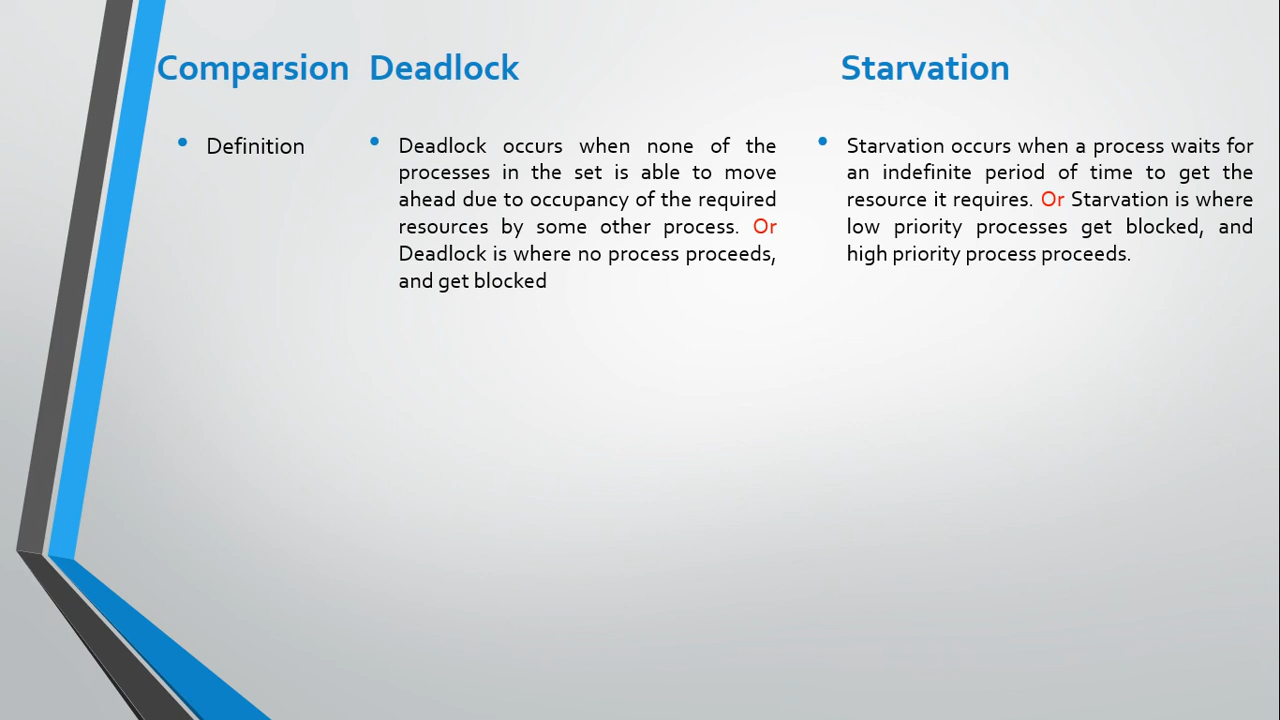 Comparsion Deadlock Starvation
Definition
Deadlock occurs when none of the
processes in the set is able to move
ahead due to occupancy of the required
resources by some other process. Or
Deadlock is where no process proceeds,
and get blocked
Starvation occurs when a process waits for
an indefinite period of time to get the
resource it requires. Or Starvation is where
low priority processes get blocked, and
high priority process proceeds.